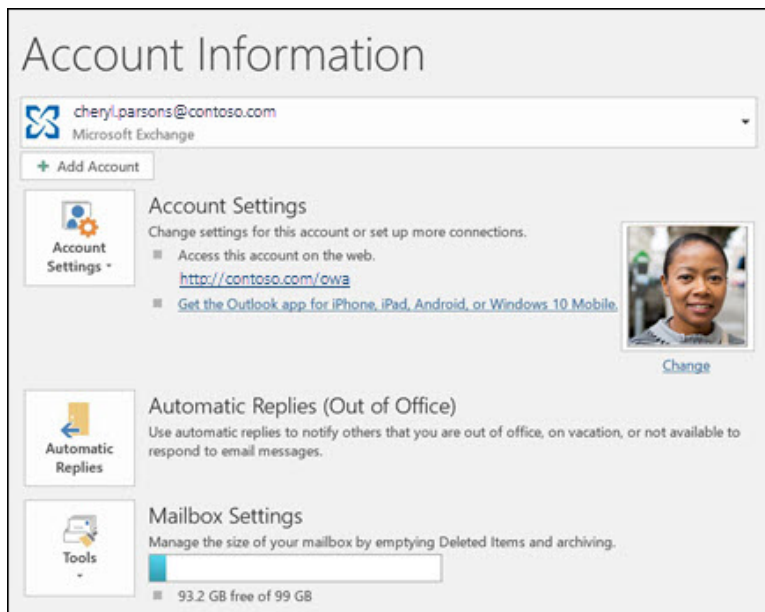 Account Information
cheryl.parsons@contoso.com
Microsoft Exchange
+ Add Account
Account Settings
Account Settings
Change settings for this account or set up more connections.
Access this account on the web.
http://contoso.com/owa
Get the Outlook app for iPhone, iPad, Android, or Windows 10 Mobile.
Change
Automatic Replies
Automatic Replies (Out of Office)
Use automatic replies to notify others that you are out of office, on vacation, or not available to
respond to email messages.
Tools
Mailbox Settings
Manage the size of your mailbox by emptying Deleted Items and archiving.
93.2 GB free of 99 GB